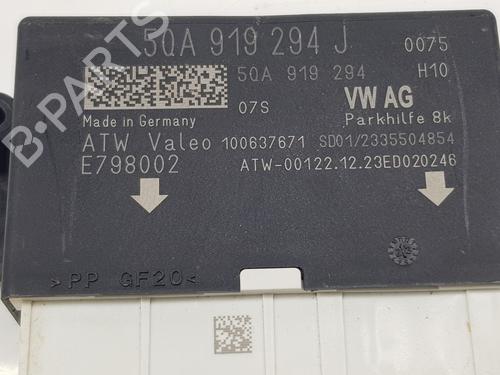 5QA 919 294 J 0075
5QA 919 294 H10
07S VW AG
Made in Germany Parkhilfe 8k
ATW Valeo 100637671 SD01/2335504854
E798002 ATW-00122.12.23ED020246
>PP GF20<
B-PARTS